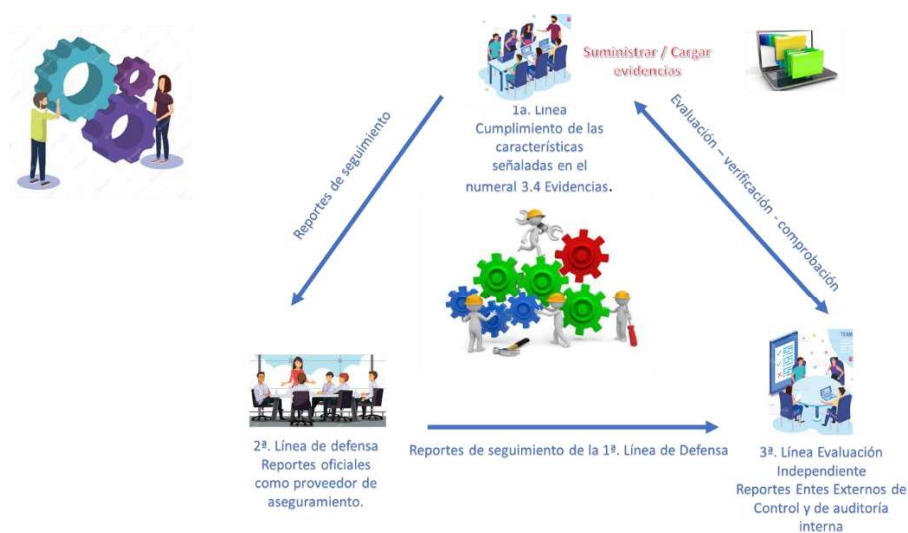 Suministrar / Cargar
evidencias
1a. Línea
Cumplimiento de las
características
señaladas en el
numeral 3.4 Evidencias.
Reportes de seguimiento
Evaluación – verificación - comprobación
TEAM
2ª. Línea de defensa
Reportes oficiales
como proveedor de
aseguramiento.
Reportes de seguimiento de la 1ª. Línea de Defensa
3ª. Línea Evaluación
Independiente
Reportes Entes Externos de
Control y de auditoría
interna